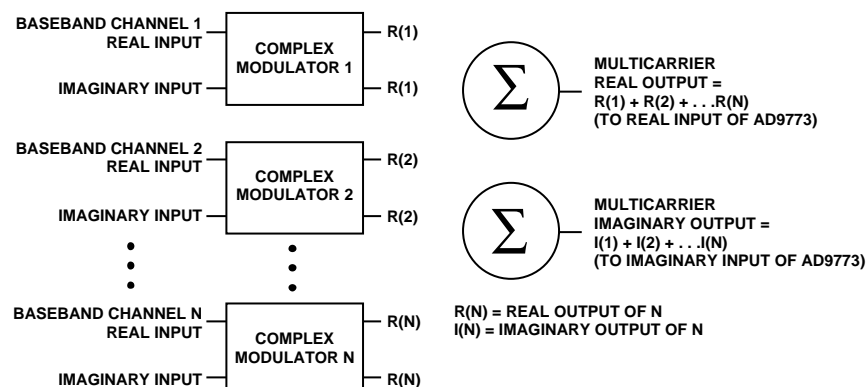 BASEBAND CHANNEL 1
REAL INPUT
IMAGINARY INPUT
COMPLEX
MODULATOR 1
R(1)
R(1)
BASEBAND CHANNEL 2
REAL INPUT
IMAGINARY INPUT
COMPLEX
MODULATOR 2
R(2)
R(2)
BASEBAND CHANNEL N
REAL INPUT
IMAGINARY INPUT
COMPLEX
MODULATOR N
R(N)
R(N)
Σ
MULTICARRIER
REAL OUTPUT =
R(1) + R(2) + . . .R(N)
(TO REAL INPUT OF AD9773)
Σ
MULTICARRIER
IMAGINARY OUTPUT =
I(1) + I(2) + . . .I(N)
(TO IMAGINARY INPUT OF AD9773)
R(N) = REAL OUTPUT OF N
I(N) = IMAGINARY OUTPUT OF N